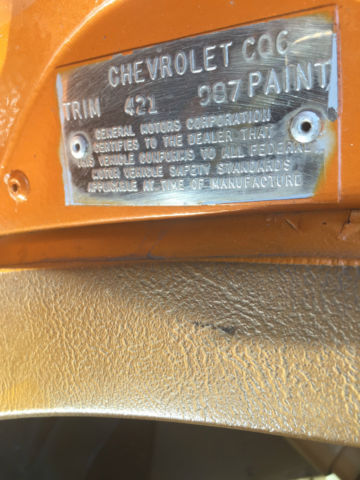 CHEVROLET C06
TRIM 421 987 PAINT
GENERAL MOTORS CORPORATION
CERTIFIES TO THE DEALER THAT
THIS VEHICLE CONFORMS TO ALL FEDERAL
MOTOR VEHICLE SAFETY STANDARDS
APPLICABLE AT TIME OF MANUFACTURE